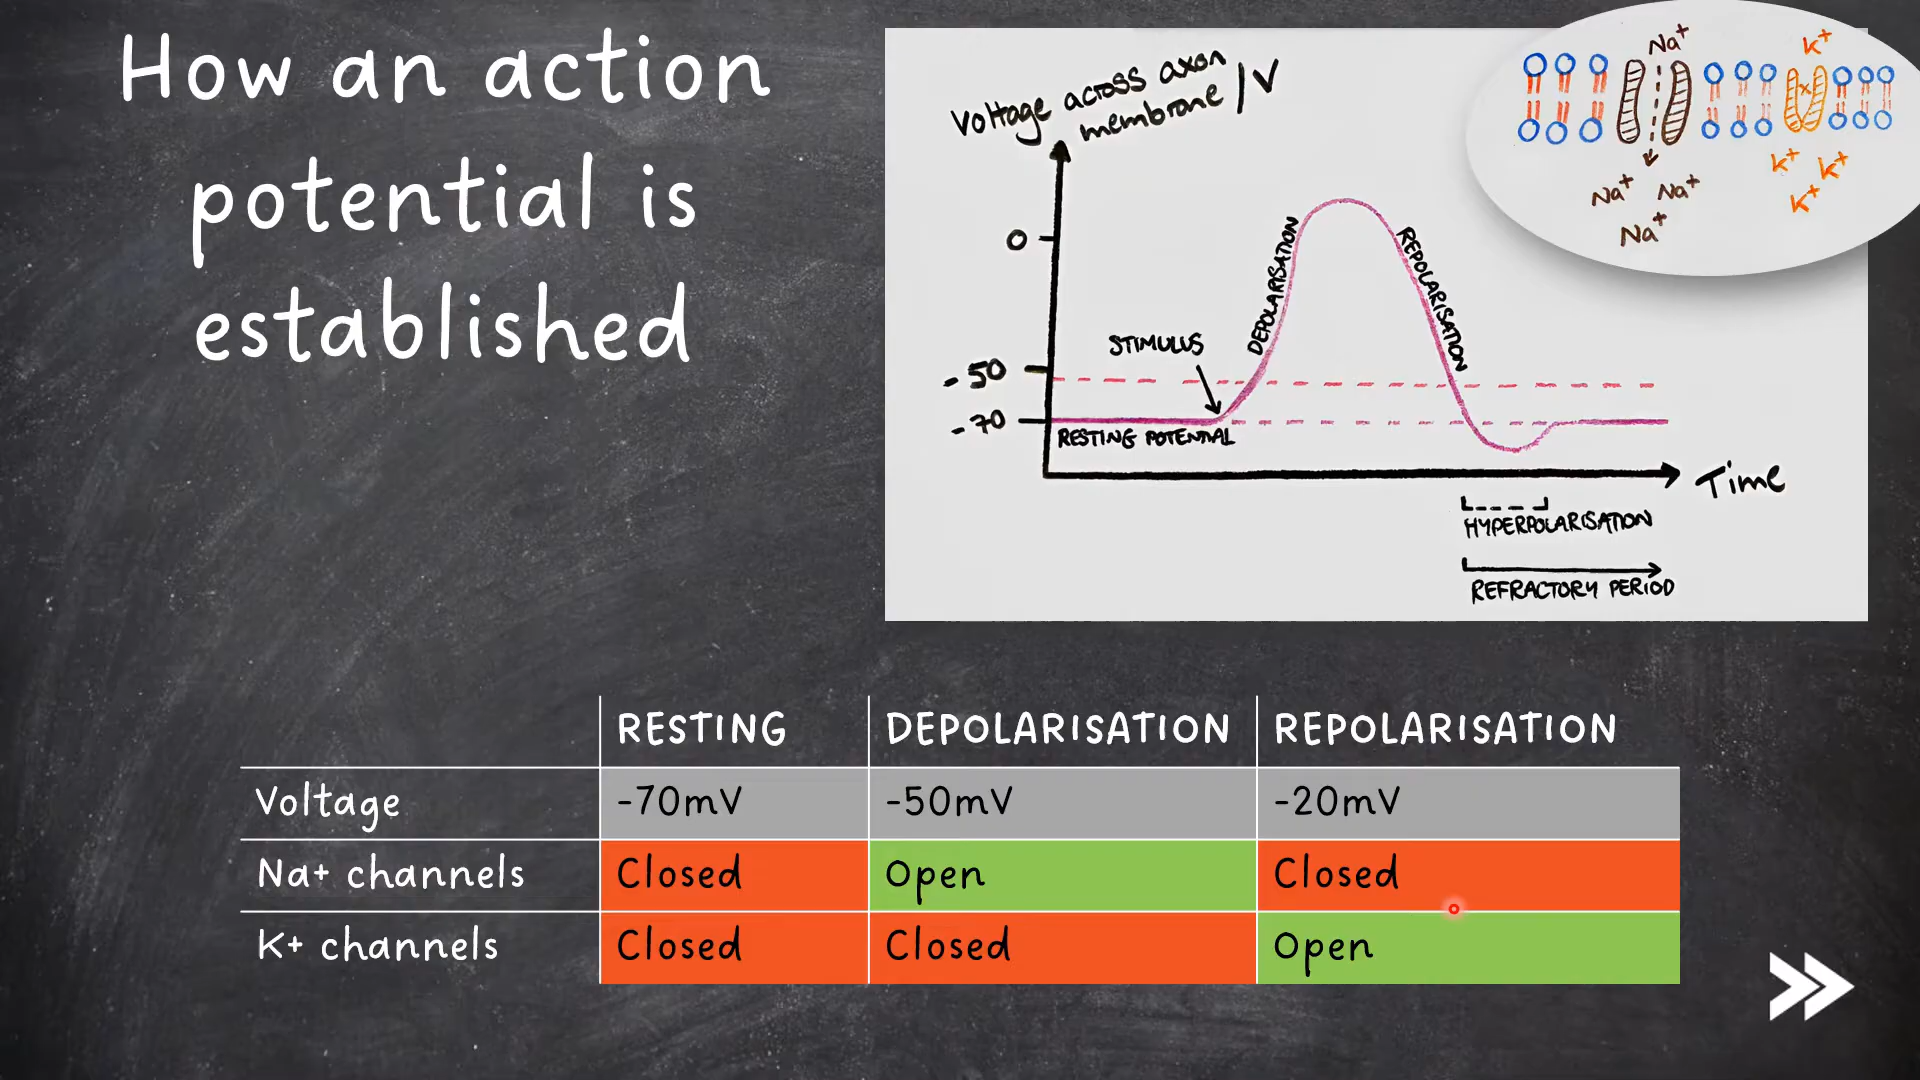 How an action
potential is
established
Voltage across axon
membrane / V
0
-50
-70
STIMULUS
DEPOLARISATION
REPOLARISATION
RESTING POTENTIAL
Time
HYPERPOLARISATION
REFRACTORY PERIOD
Na+
K+
Na+ Na+
Na+
K+ K+
K+
RESTING DEPOLARISATION REPOLARISATION
Voltage -70mV -50mV -20mV
Na+ channels Closed Open Closed
K+ channels Closed Closed Open